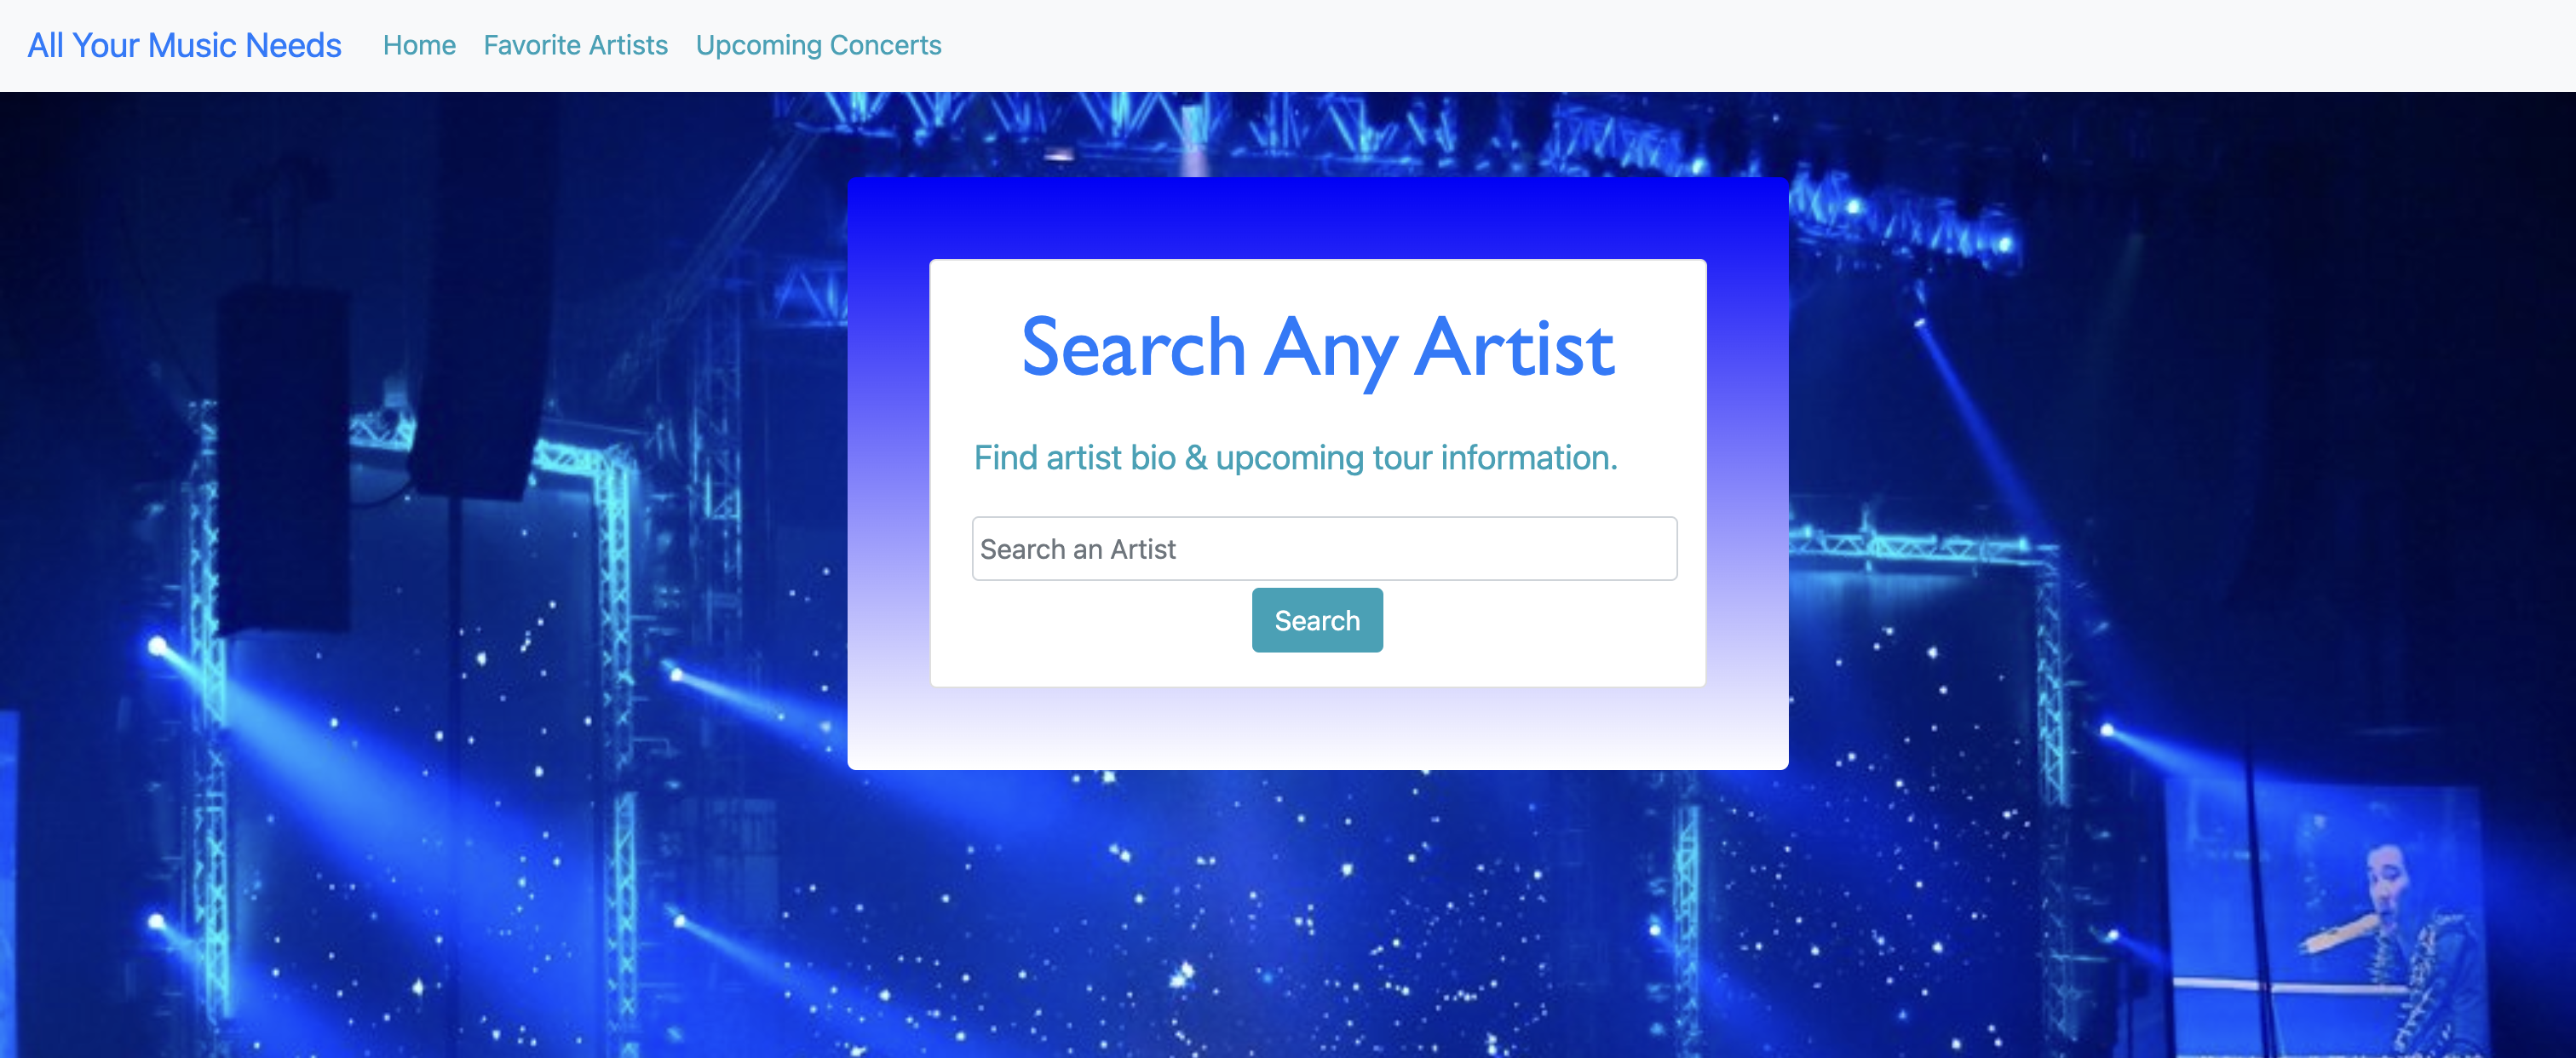 All Your Music Needs Home Favorite Artists Upcoming Concerts
Search Any Artist
Find artist bio & upcoming tour information.
Search an Artist
Search